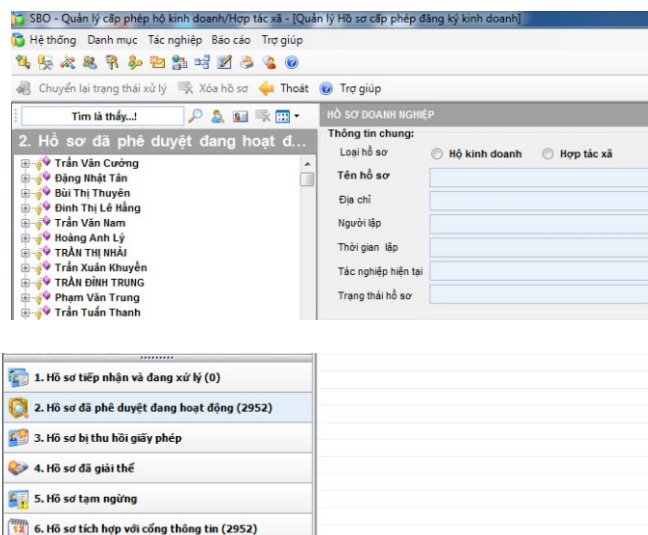 SBO - Quản lý cấp phép hộ kinh doanh/Hợp tác xã - [Quản lý Hồ sơ cấp phép đăng ký kinh doanh]
Hệ thống Danh mục Tác nghiệp Báo cáo Trợ giúp
Chuyển lại trạng thái xử lý Xóa hồ sơ Thoát Trợ giúp
Tìm là thấy...!
HỒ SƠ DOANH NGHIỆP
2. Hồ sơ đã phê duyệt đang hoạt đ...
Thông tin chung:
Loại hồ sơ Hộ kinh doanh Hợp tác xã
Tên hồ sơ
Địa chỉ
Người lập
Thời gian lập
Tác nghiệp hiện tại
Trạng thái hồ sơ
Trần Văn Cường
Đặng Nhật Tân
Bùi Thị Thuyên
Đinh Thị Lê Hằng
Trần Văn Nam
Hoàng Anh Lý
TRẦN THỊ NHÀI
Trần Xuân Khuyến
TRẦN ĐÌNH TRUNG
Phạm Văn Trung
Trần Tuấn Thanh
1. Hồ sơ tiếp nhận và đang xử lý (0)
2. Hồ sơ đã phê duyệt đang hoạt động (2952)
3. Hồ sơ bị thu hồi giấy phép
4. Hồ sơ đã giải thể
5. Hồ sơ tạm ngừng
6. Hồ sơ tích hợp với cổng thông tin (2952)